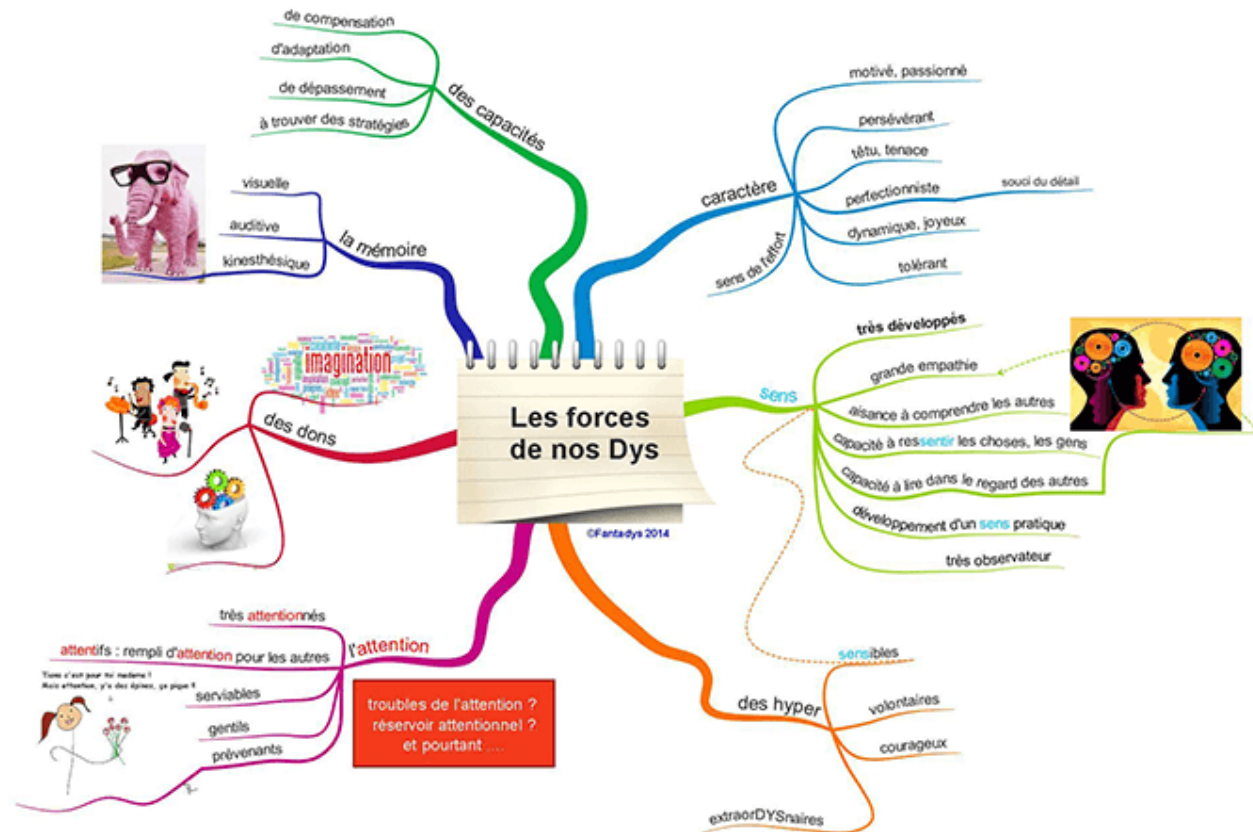 Les forces
de nos Dys
©Fantadys 2014
des capacités
de compensation
d'adaptation
de dépassement
à trouver des stratégies
la mémoire
visuelle
auditive
kinesthésique
des dons
imagination
l'attention
très attentionnés
attentifs : rempli d'attention pour les autres
serviables
gentils
prévenants
Tiens c'est pour toi madame !
Mais attention, y'a des épines, ça pique !!
troubles de l'attention ?
réservoir attentionnel ?
et pourtant ....
caractère
motivé, passionné
persévérant
têtu, tenace
perfectionniste
souci du détail
dynamique, joyeux
tolérant
sens de l'effort
sens
très développés
grande empathie
aisance à comprendre les autres
capacité à ressentir les choses, les gens
capacité à lire dans le regard des autres
développement d'un sens pratique
très observateur
des hyper
sensibles
volontaires
courageux
extraorDYSnaires